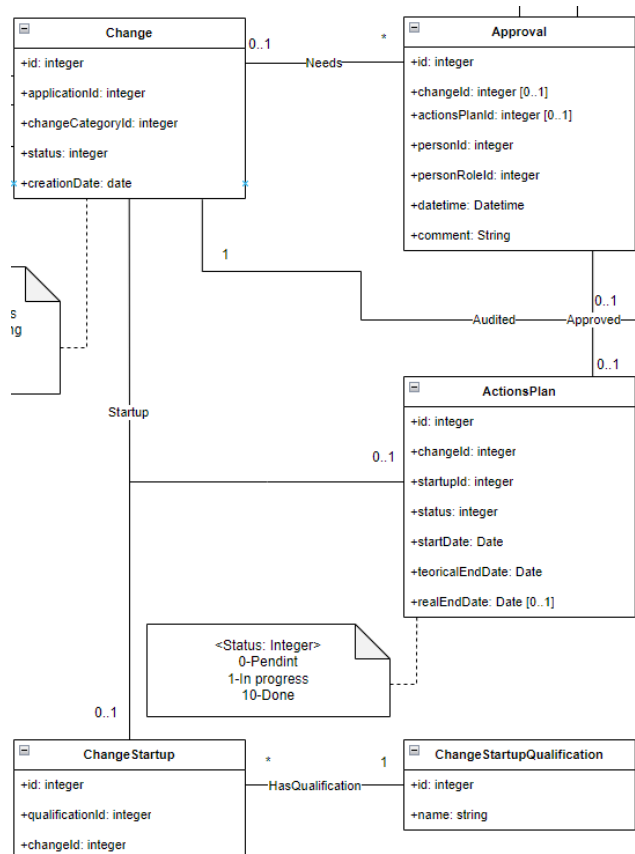 Change
+id: integer
+applicationId: integer
+changeCategoryId: integer
+status: integer
+creationDate: date
0..1
Needs
*
Approval
+id: integer
+changeId: integer [0..1]
+actionsPlanId: integer [0..1]
+personId: integer
+personRoleId: integer
+datetime: Datetime
+comment: String
1
0..1
Audited
Approved
0..1
Startup
0..1
ActionsPlan
+id: integer
+changeId: integer
+startupId: integer
+status: integer
+startDate: Date
+teoricalEndDate: Date
+realEndDate: Date [0..1]
<Status: Integer>
0-Pendint
1-In progress
10-Done
0..1
ChangeStartup
+id: integer
+qualificationId: integer
+changeId: integer
*
HasQualification
1
ChangeStartupQualification
+id: integer
+name: string